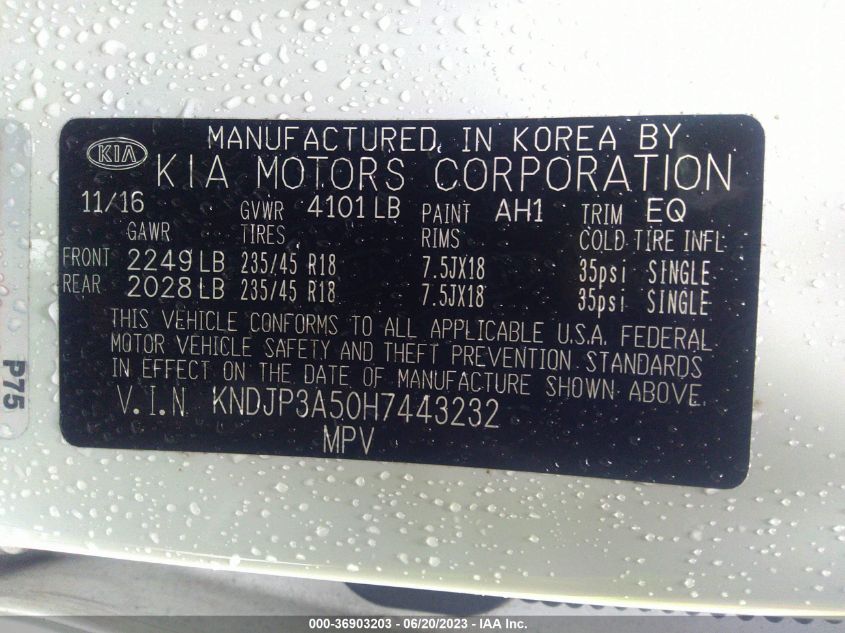 MANUFACTURED IN KOREA BY
KIA KIA MOTORS CORPORATION
11/16 GVWR 4101 LB PAINT AH1 TRIM EQ
GAWR TIRES RIMS COLD TIRE INFL
FRONT 2249 LB 235/45 R18 7.5JX18 35psi SINGLE
REAR 2028 LB 235/45 R18 7.5JX18 35psi SINGLE
THIS VEHICLE CONFORMS TO ALL APPLICABLE U.S.A. FEDERAL
MOTOR VEHICLE SAFETY AND THEFT PREVENTION STANDARDS
IN EFFECT ON THE DATE OF MANUFACTURE SHOWN ABOVE.
V.I.N KNDJP3A50H7443232
MPV
P75
000-36903203 - 06/20/2023 - IAA Inc.